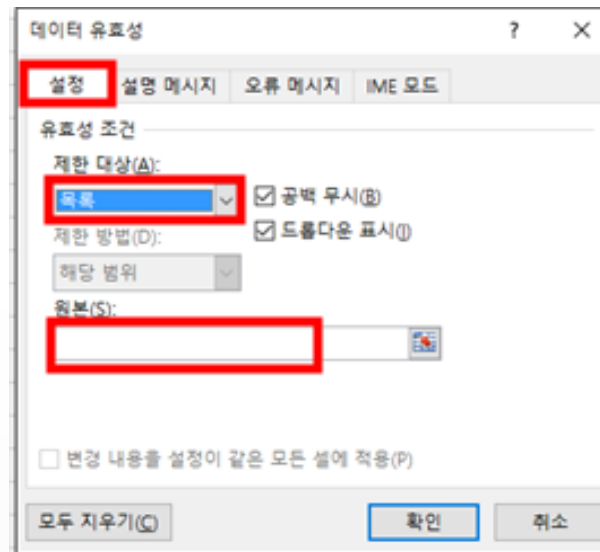 데이터 유효성 ? ×
설정 설명 메시지 오류 메시지 IME 모드
유효성 조건
제한 대상(A):
목록 공백 무시(B)
제한 방법(D): 드롭다운 표시(I)
해당 범위
원본(S):
변경 내용을 설정이 같은 모든 셀에 적용(P)
모두 지우기(C) 확인 취소